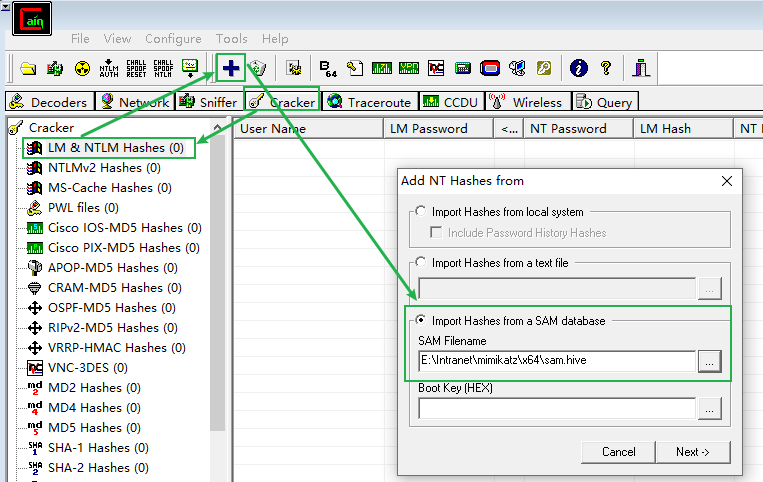 Cain
File View Configure Tools Help
NTLM AUTH
CHALL SPOOF RESET
CHALL SPOOF NTLM
B 64
Decoders Network Sniffer Cracker Traceroute CCDU Wireless Query
Cracker
LM & NTLM Hashes (0)
NTLMv2 Hashes (0)
MS-Cache Hashes (0)
PWL files (0)
Cisco IOS-MD5 Hashes (0)
Cisco PIX-MD5 Hashes (0)
APOP-MD5 Hashes (0)
CRAM-MD5 Hashes (0)
OSPF-MD5 Hashes (0)
RIPv2-MD5 Hashes (0)
VRRP-HMAC Hashes (0)
VNC-3DES (0)
MD2 Hashes (0)
MD4 Hashes (0)
MD5 Hashes (0)
SHA-1 Hashes (0)
SHA-2 Hashes (0)
User Name LM Password <... NT Password LM Hash NT
Add NT Hashes from
Import Hashes from local system
Include Password History Hashes
Import Hashes from a text file
...
Import Hashes from a SAM database
SAM Filename
E:\Intranet\mimikatz\x64\sam.hive ...
Boot Key (HEX)
...
Cancel Next ->